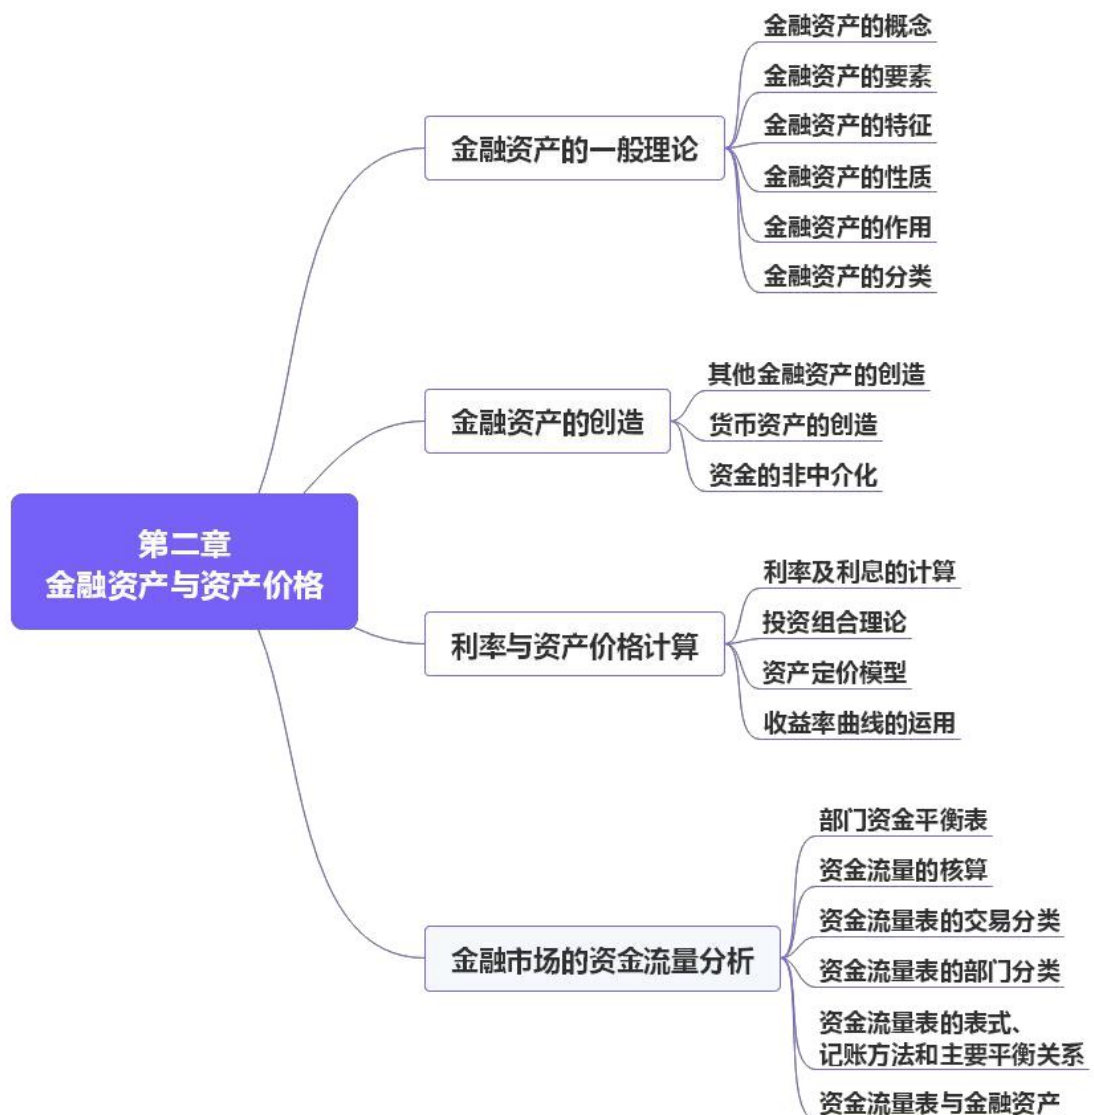 第二章
金融资产与资产价格
金融资产的一般理论
金融资产的概念
金融资产的要素
金融资产的特征
金融资产的性质
金融资产的作用
金融资产的分类
金融资产的创造
其他金融资产的创造
货币资产的创造
资金的非中介化
利率与资产价格计算
利率及利息的计算
投资组合理论
资产定价模型
收益率曲线的运用
金融市场的资金流量分析
部门资金平衡表
资金流量的核算
资金流量表的交易分类
资金流量表的部门分类
资金流量表的表式、
记账方法和主要平衡关系
资金流量表与金融资产